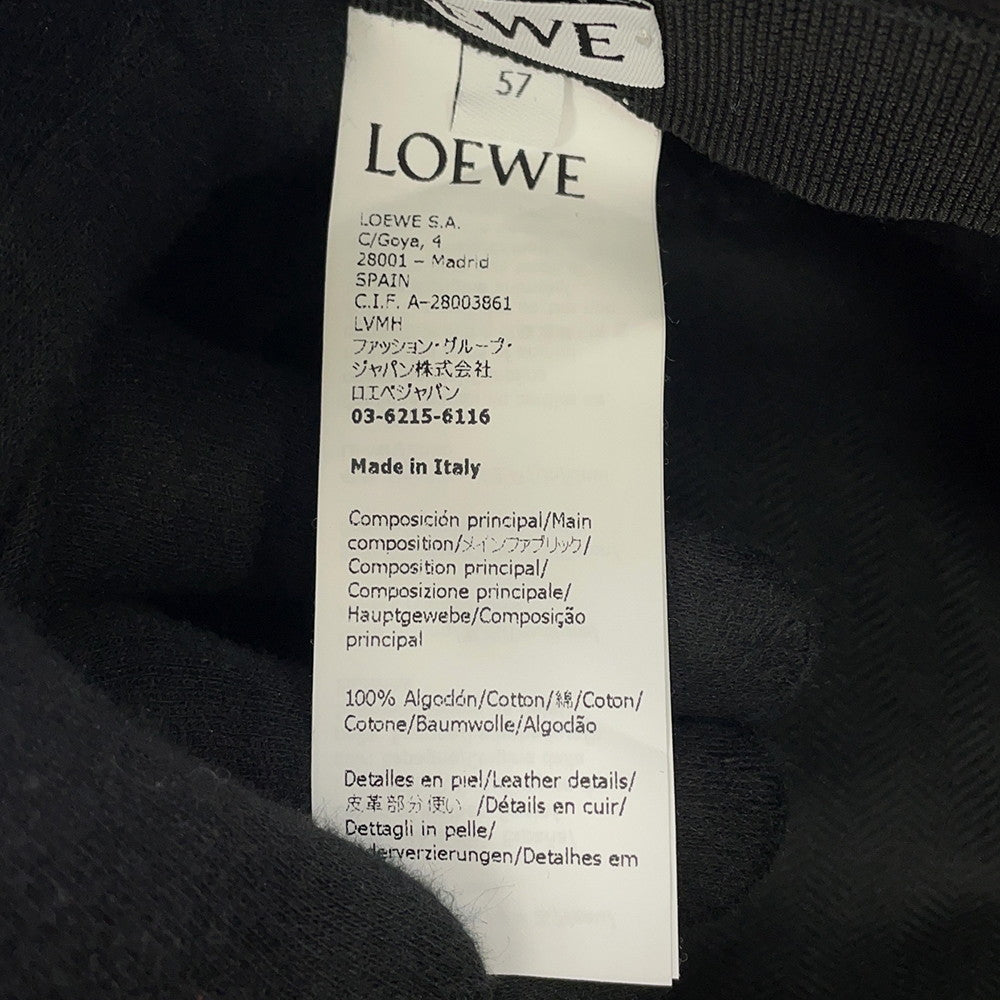 WE
57
LOEWE
LOEWE S.A.
C/Goya, 4
28001 – Madrid
SPAIN
C.I.F. A-28003861
LVMH
ファッション・グループ・
ジャパン株式会社
ロエベジャパン
03-6215-6116
Made in Italy
Composición principal/Main
composition/メインファブリック/
Composition principal/
Composizione principale/
Hauptgewebe/Composição
principal
100% Algodón/Cotton/綿/Coton/
Cotone/Baumwolle/Algodão
Detalles en piel/Leather details/
皮革部分使い /Détails en cuir/
Dettagli in pelle/
derverzierungen/Detalhes em